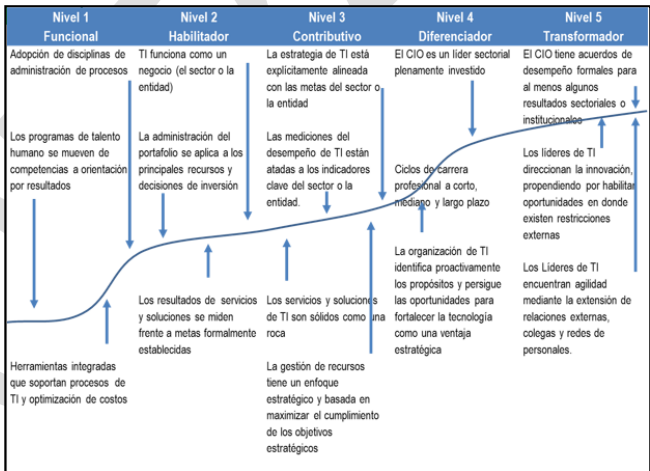 Nivel 1
Funcional
Adopción de disciplinas de
administración de procesos
Los programas de talento
humano se mueven de
competencias a orientación
por resultados
Herramientas integradas
que soportan procesos de
TI y optimización de costos
Nivel 2
Habilitador
TI funciona como un
negocio (el sector o la
entidad)
La administración del
portafolio se aplica a los
principales recursos y
decisiones de inversión
Los resultados de servicios
y soluciones se miden
frente a metas formalmente
establecidas
Nivel 3
Contributivo
La estrategia de TI está
explícitamente alineada
con las metas del sector o
la entidad
Las mediciones del
desempeño de TI están
atadas a los indicadores
clave del sector o la
entidad.
Los servicios y soluciones
de TI son sólidos como una
roca
La gestión de recursos
tiene un enfoque
estratégico y basada en
maximizar el cumplimiento
de los objetivos
estratégicos
Nivel 4
Diferenciador
El CIO es un líder sectorial
plenamente investido
Ciclos de carrera
profesional a corto,
mediano y largo plazo
La organización de TI
identifica proactivamente
los propósitos y persigue
las oportunidades para
fortalecer la tecnología
como una ventaja
estratégica
Nivel 5
Transformador
El CIO tiene acuerdos de
desempeño formales para
al menos algunos
resultados sectoriales o
institucionales
Los líderes de TI
direccionan la innovación,
propendiendo por habilitar
oportunidades en donde
existen restricciones
externas
Los Líderes de TI
encuentran agilidad
mediante la extensión de
relaciones externas,
colegas y redes de
personales.